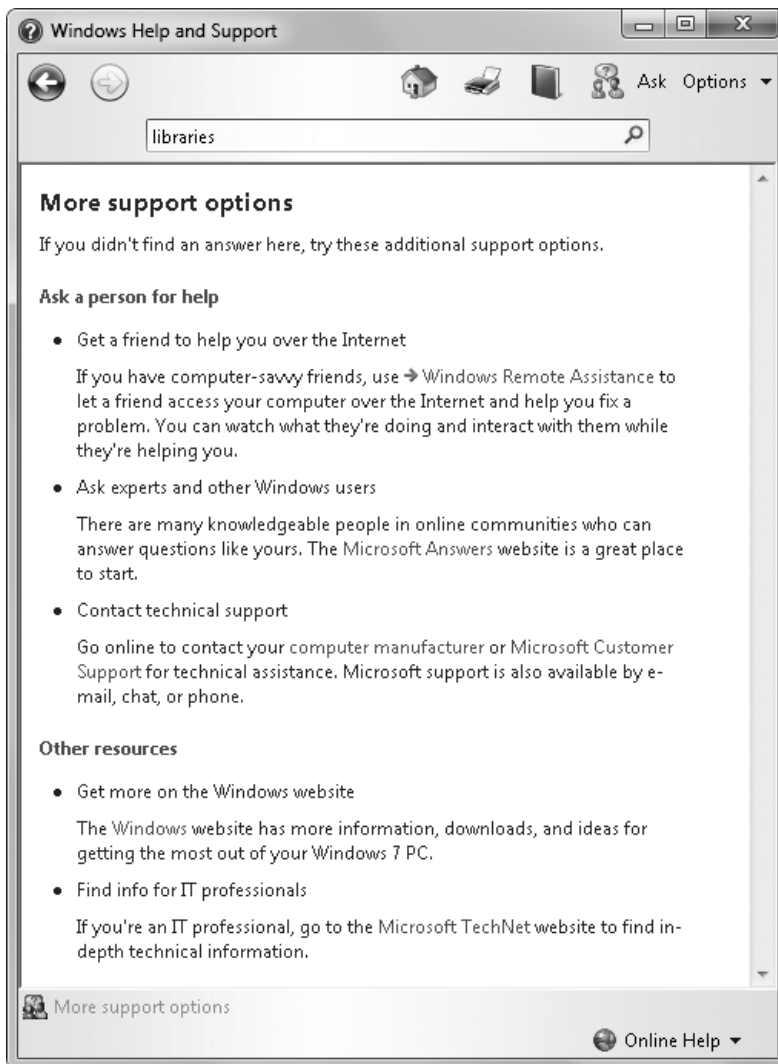 Windows Help and Support
Ask Options
libraries
More support options
If you didn't find an answer here, try these additional support options.
Ask a person for help
• Get a friend to help you over the Internet
If you have computer-savvy friends, use → Windows Remote Assistance to
let a friend access your computer over the Internet and help you fix a
problem. You can watch what they're doing and interact with them while
they're helping you.
• Ask experts and other Windows users
There are many knowledgeable people in online communities who can
answer questions like yours. The Microsoft Answers website is a great place
to start.
• Contact technical support
Go online to contact your computer manufacturer or Microsoft Customer
Support for technical assistance. Microsoft support is also available by e-
mail, chat, or phone.
Other resources
• Get more on the Windows website
The Windows website has more information, downloads, and ideas for
getting the most out of your Windows 7 PC.
• Find info for IT professionals
If you're an IT professional, go to the Microsoft TechNet website to find in-
depth technical information.
More support options
Online Help